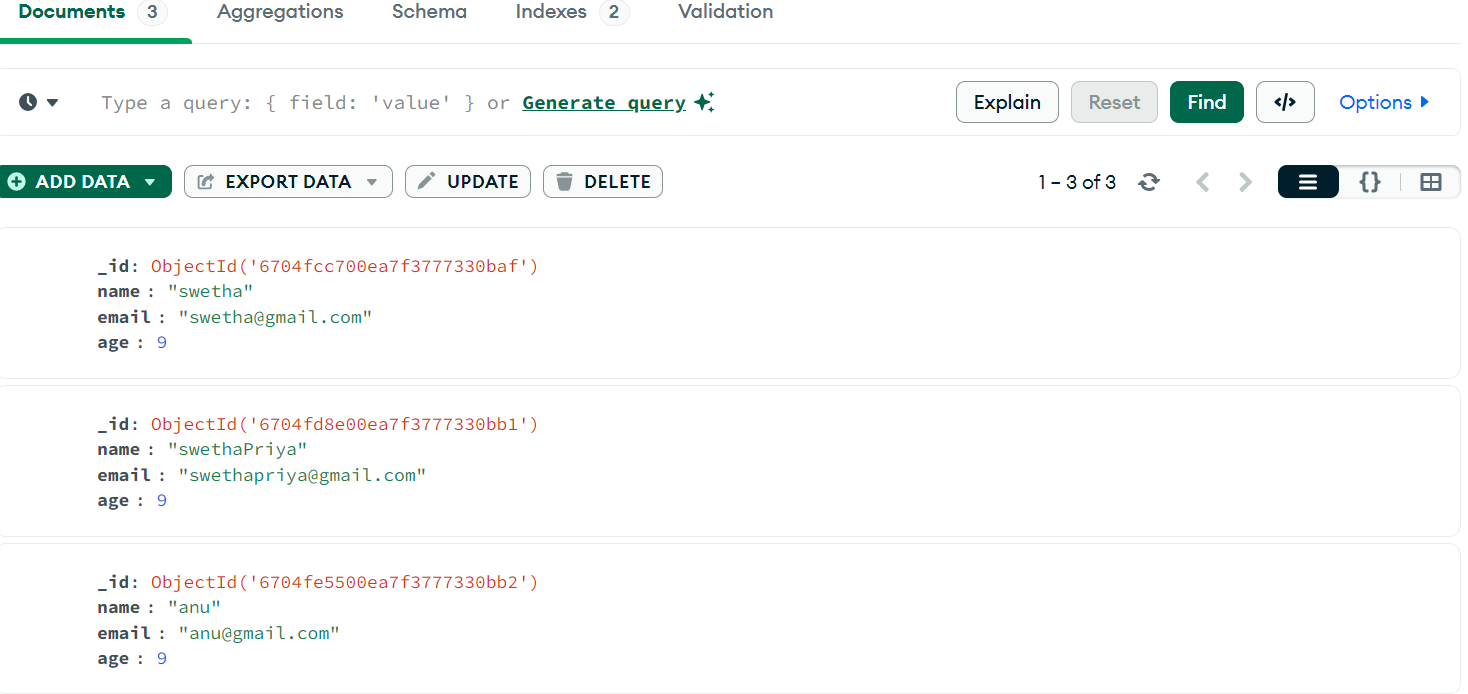 Documents 3 Aggregations Schema Indexes 2 Validation
Type a query: { field: 'value' } or Generate query Explain Reset Find </> Options
ADD DATA EXPORT DATA UPDATE DELETE 1 – 3 of 3 {}
_id: ObjectId('6704fcc700ea7f3777330baf')
name : "swetha"
email : "swetha@gmail.com"
age : 9
_id: ObjectId('6704fd8e00ea7f3777330bb1')
name : "swethaPriya"
email : "swethapriya@gmail.com"
age : 9
_id: ObjectId('6704fe5500ea7f3777330bb2')
name : "anu"
email : "anu@gmail.com"
age : 9